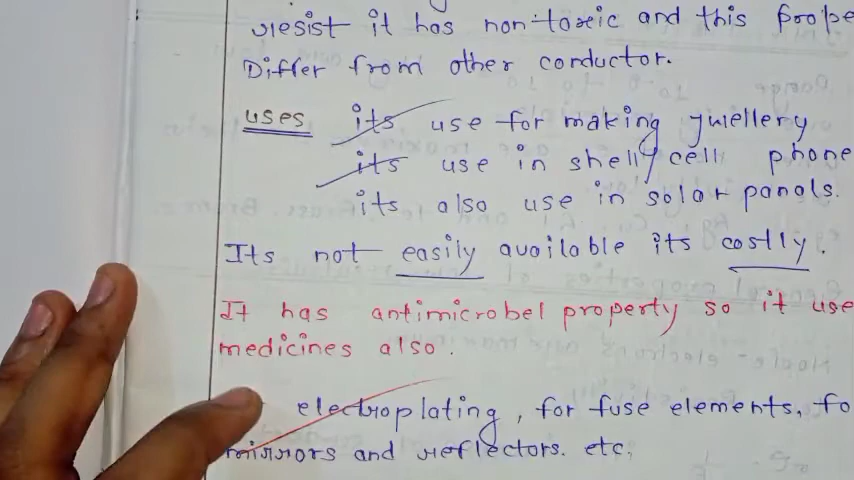 resist it has non-toxic and this prope
Differ from other conductor.
uses its use for making jwellery
its use in shelly cell phone
its also use in solar panals.
Its not easily available its costly.
It has antimicrobel property so it use
medicines also.
electroplating, for fuse elements, fo
mirrors and reflectors. etc.